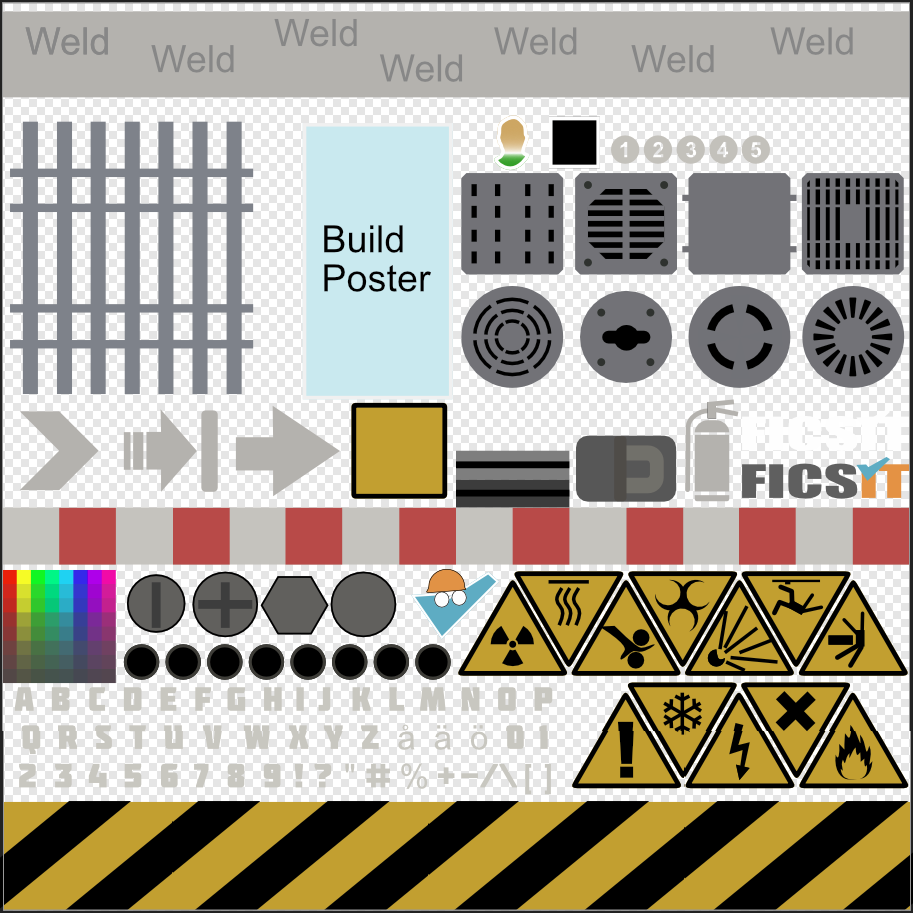 Weld Weld Weld Weld Weld Weld Weld
Build
Poster
1 2 3 4 5
FICSIT
FICSIT
A B C D E F G H I J K L M N O P
Q R S T U V W X Y Z å ä ö 0 1
2 3 4 5 6 7 8 9 ! ? " # % + - / \ [ ]